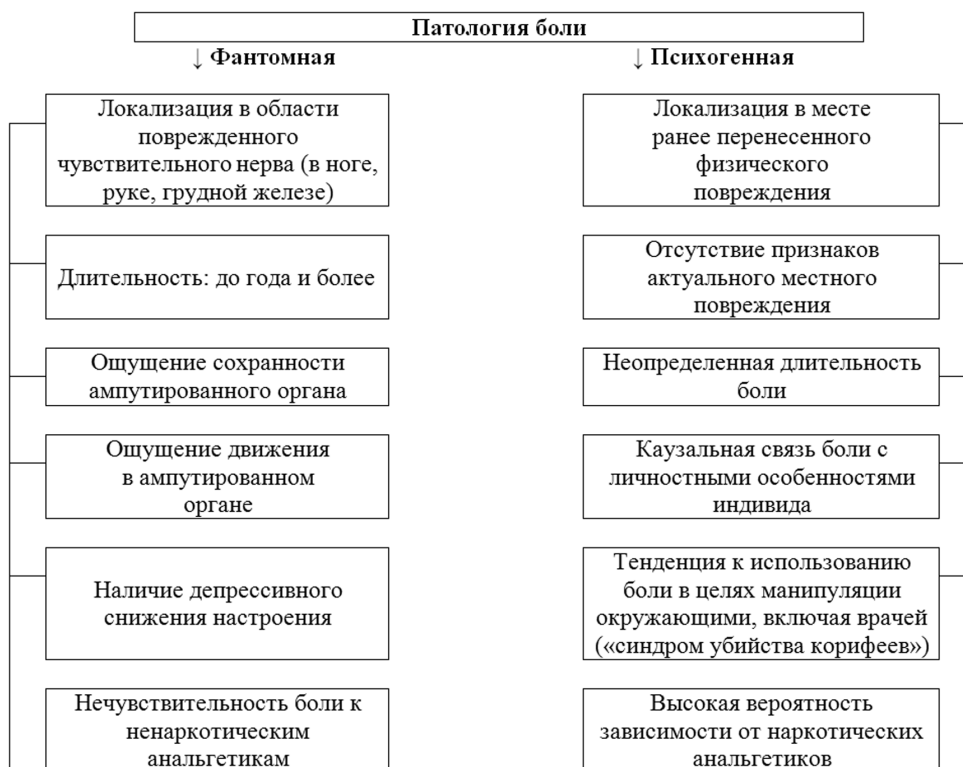 Патология боли
↓ Фантомная
↓ Психогенная
Локализация в области
поврежденного
чувствительного нерва (в ноге,
руке, грудной железе)
Локализация в месте
ранее перенесенного
физического
повреждения
Длительность: до года и более
Отсутствие признаков
актуального местного
повреждения
Ощущение сохранности
ампутированного органа
Неопределенная длительность
боли
Ощущение движения
в ампутированном
органе
Каузальная связь боли с
личностными особенностями
индивида
Наличие депрессивного
снижения настроения
Тенденция к использованию
боли в целях манипуляции
окружающими, включая врачей
(«синдром убийства корифеев»)
Нечувствительность боли к
ненаркотическим
анальгетикам
Высокая вероятность
зависимости от наркотических
анальгетиков